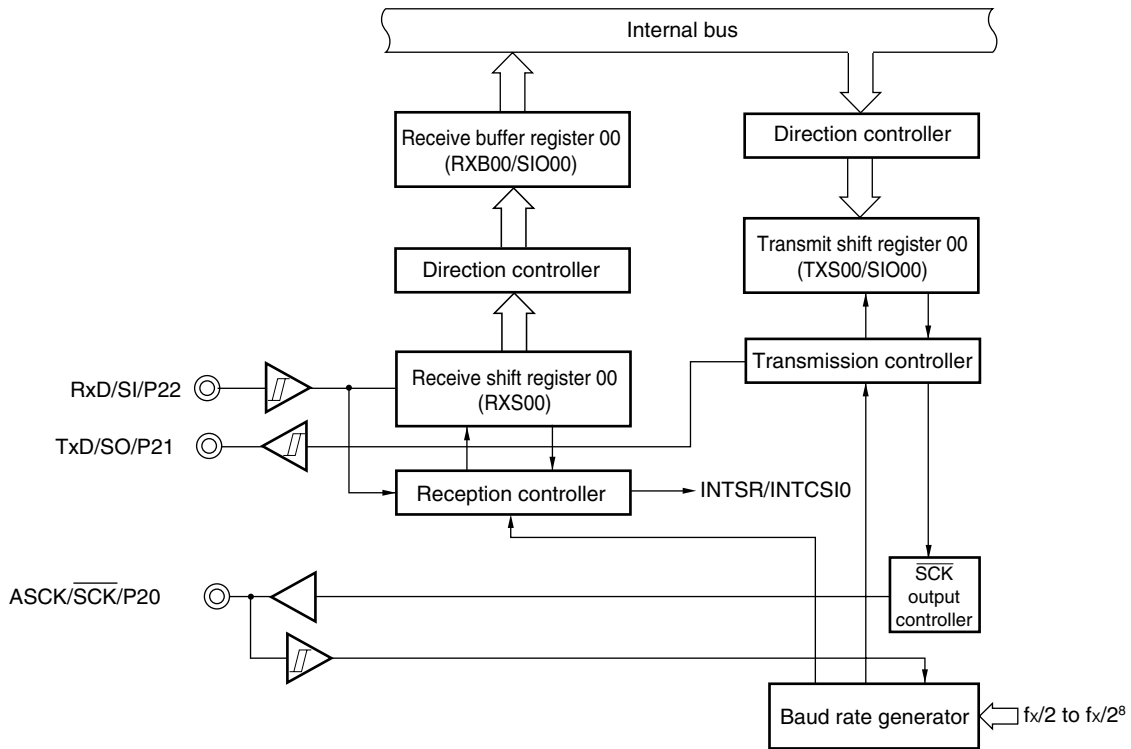 Internal bus
Receive buffer register 00
(RXB00/SIO00)
Direction controller
Direction controller
Transmit shift register 00
(TXS00/SIO00)
Transmission controller
RxD/SI/P22
Receive shift register 00
(RXS00)
TxD/SO/P21
Reception controller
INTSR/INTCSI0
ASCK/S̅C̅K̅/P20
S̅C̅K̅
output
controller
Baud rate generator
fx/2 to fx/2⁸